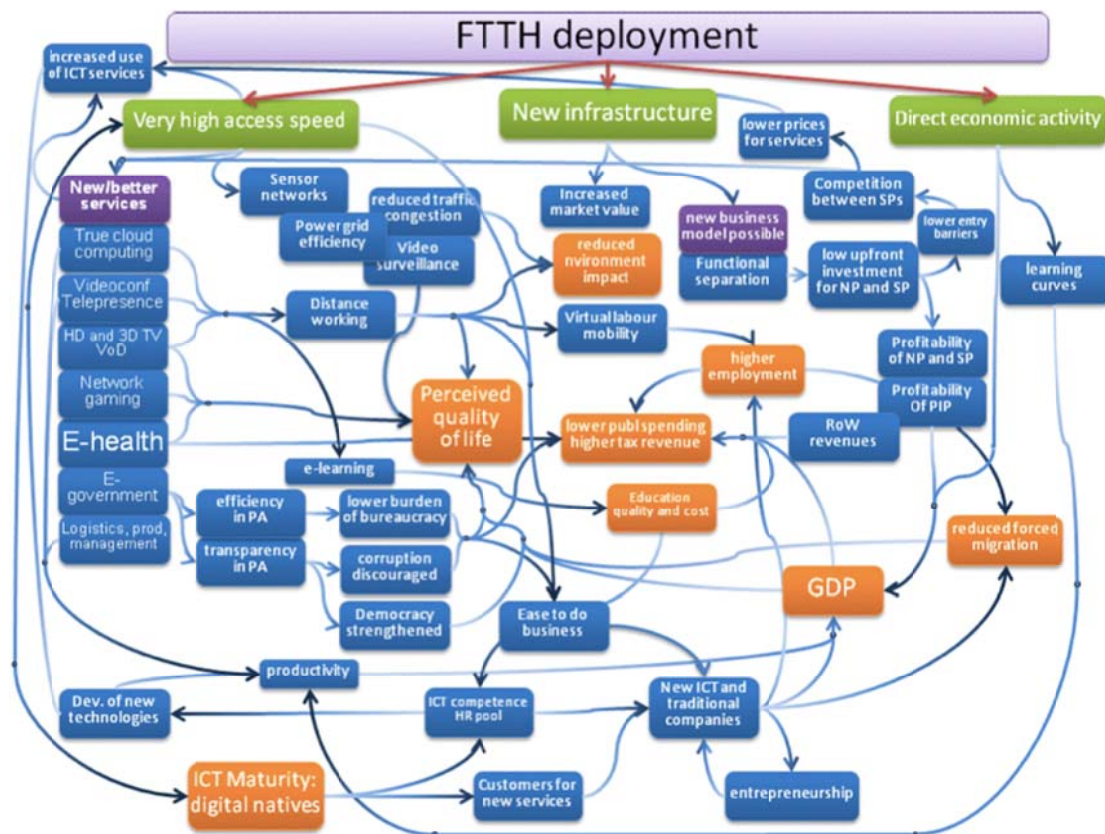 FTTH deployment
increased use
of ICT services
Very high access speed
New infrastructure
lower prices
for services
Direct economic activity
New/better
services
Sensor
networks
reduced traffic
congestion
Increased
market value
new business
model possible
Competition
between SPs
Power grid
efficiency
lower entry
barriers
True cloud
computing
Video
surveillance
reduced
nvironment
impact
Functional
separation
low upfront
investment
for NP and SP
learning
curves
Videoconf
Telepresence
Distance
working
Virtual labour
mobility
HD and 3D TV
VoD
higher
employment
Profitability
of NP and SP
Network
gaming
Perceived
quality
of life
Profitability
Of PIP
lower publ spending
higher tax revenue
RoW
revenues
E-health
e-learning
E-
government
efficiency
in PA
lower burden
of bureaucracy
Education
quality and cost
Logistics, prod,
management
transparency
in PA
corruption
discouraged
reduced forced
migration
GDP
Democracy
strengthened
Ease to do
business
productivity
Dev. of new
technologies
ICT competence
HR pool
New ICT and
traditional
companies
ICT Maturity:
digital natives
Customers for
new services
entrepreneurship